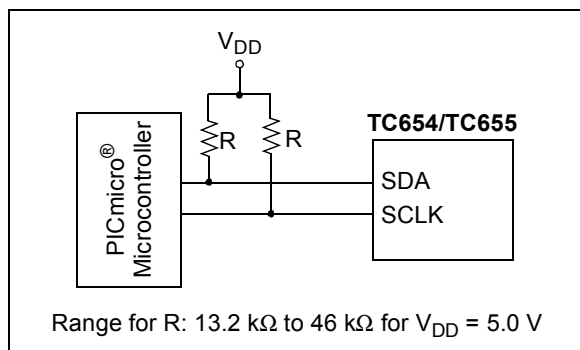 VDD
R
R
TC654/TC655
PICmicro®
Microcontroller
SDA
SCLK
Range for R: 13.2 kΩ to 46 kΩ for VDD = 5.0 V